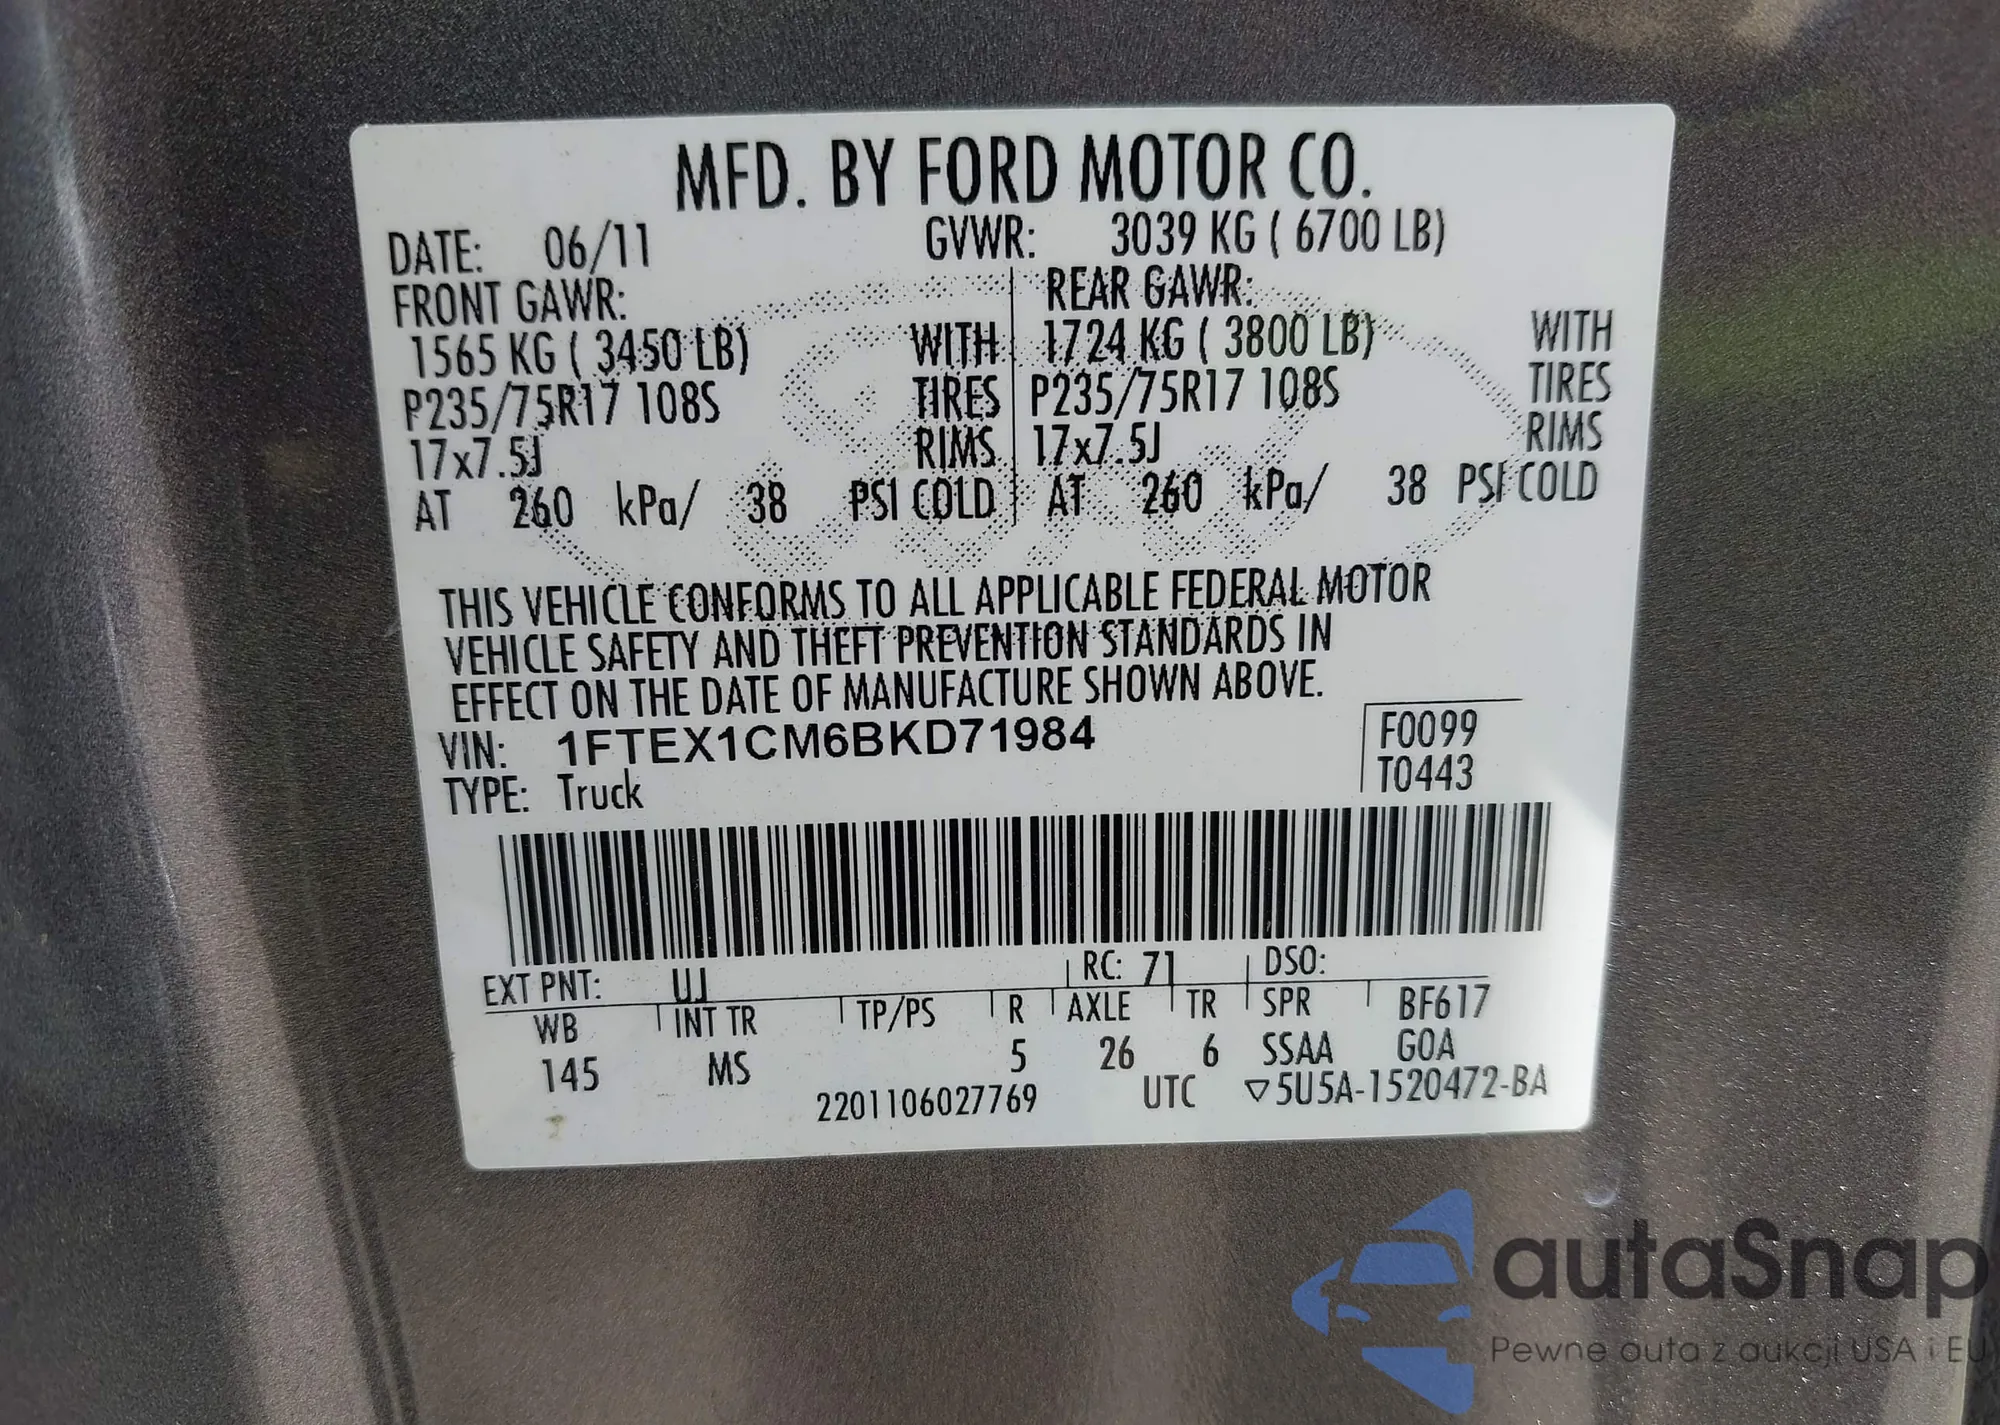 MFD. BY FORD MOTOR CO.
DATE: 06/11 GVWR: 3039 KG ( 6700 LB)
FRONT GAWR: REAR GAWR:
1565 KG ( 3450 LB) WITH 1724 KG ( 3800 LB) WITH
P235/75R17 108S TIRES P235/75R17 108S TIRES
17x7.5J RIMS 17x7.5J RIMS
AT 260 kPa/ 38 PSI COLD AT 260 kPa/ 38 PSI COLD
THIS VEHICLE CONFORMS TO ALL APPLICABLE FEDERAL MOTOR
VEHICLE SAFETY AND THEFT PREVENTION STANDARDS IN
EFFECT ON THE DATE OF MANUFACTURE SHOWN ABOVE.
VIN: 1FTEX1CM6BKD71984 F0099
TYPE: Truck T0443
EXT PNT: UJ RC: 71 DSO:
WB INT TR TP/PS R AXLE TR SPR BF617
145 MS 5 26 6 SSAA GOA
2201106027769 UTC ▽5U5A-1520472-BA
autaSnap
Pewne auta z aukcji USA i EU